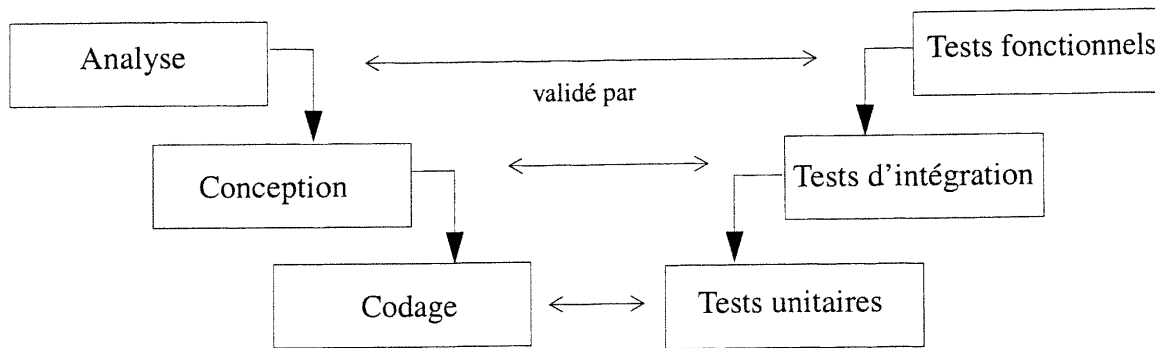 Analyse
Tests fonctionnels
validé par
Conception
Tests d'intégration
Codage
Tests unitaires